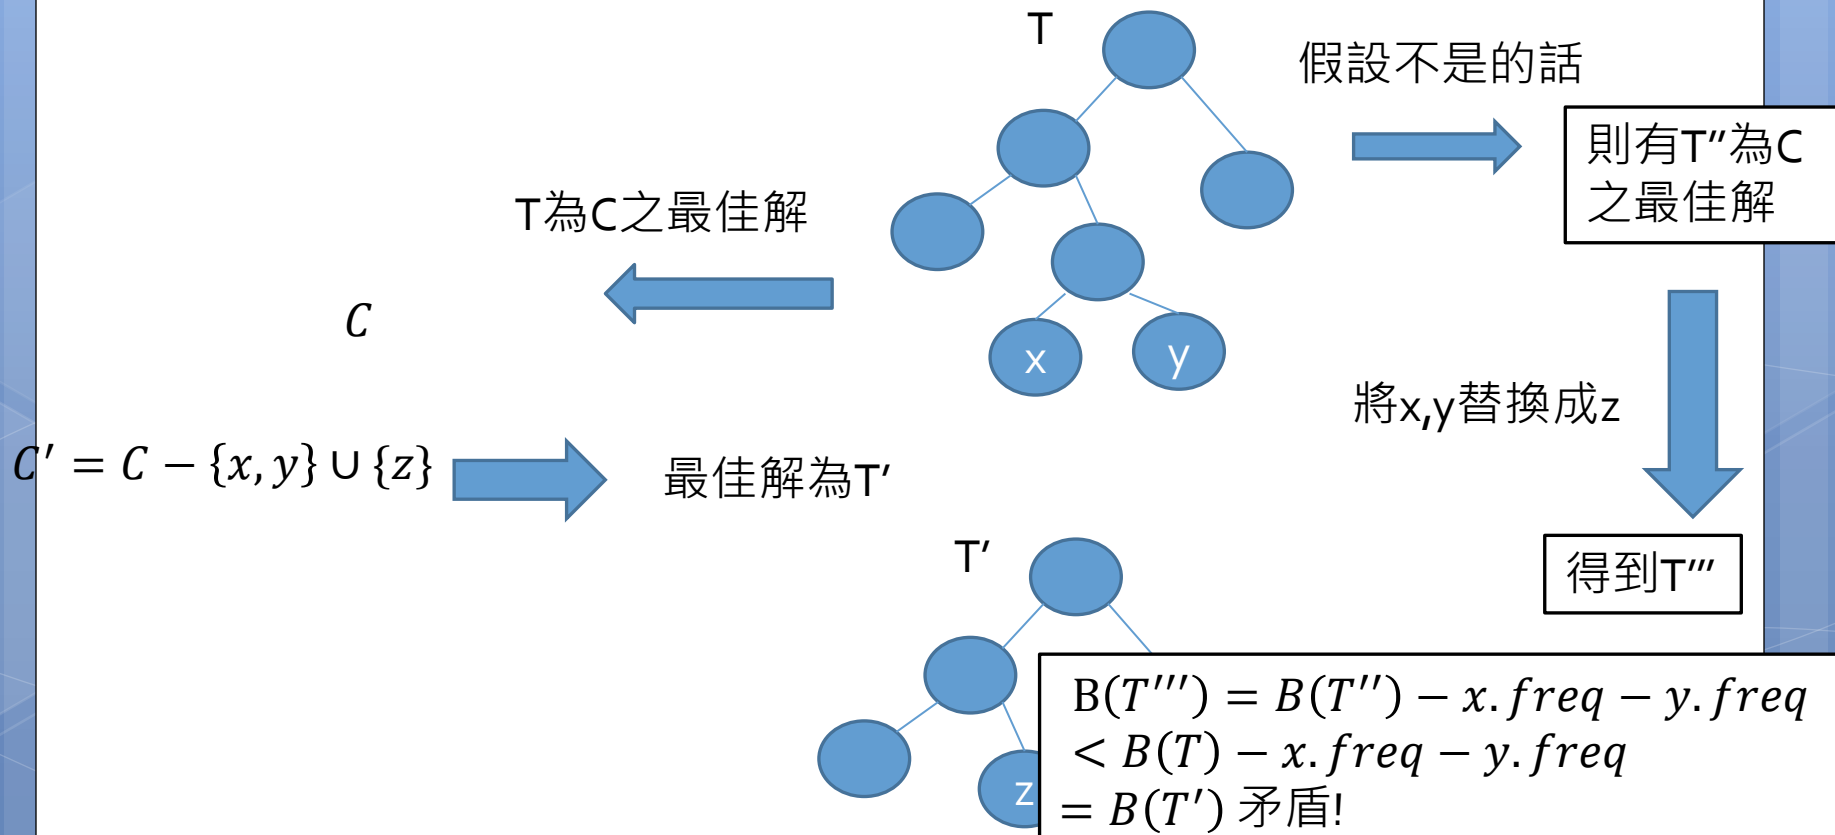 T
假設不是的話
則有T″為C
之最佳解
T為C之最佳解
C
x
y
將x,y替換成z
C′ = C − {x, y} ∪ {z}
最佳解為T′
T′
得到T‴
z
B(T′′′) = B(T′′) − x. freq − y. freq
< B(T) − x. freq − y. freq
= B(T′) 矛盾!